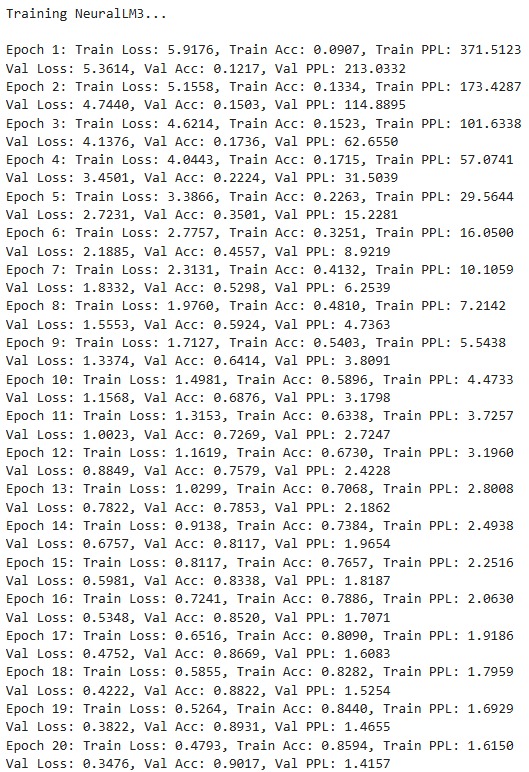 Training NeuralLM3...
Epoch 1: Train Loss: 5.9176, Train Acc: 0.0907, Train PPL: 371.5123
Val Loss: 5.3614, Val Acc: 0.1217, Val PPL: 213.0332
Epoch 2: Train Loss: 5.1558, Train Acc: 0.1334, Train PPL: 173.4287
Val Loss: 4.7440, Val Acc: 0.1503, Val PPL: 114.8895
Epoch 3: Train Loss: 4.6214, Train Acc: 0.1523, Train PPL: 101.6338
Val Loss: 4.1376, Val Acc: 0.1736, Val PPL: 62.6550
Epoch 4: Train Loss: 4.0443, Train Acc: 0.1715, Train PPL: 57.0741
Val Loss: 3.4501, Val Acc: 0.2224, Val PPL: 31.5039
Epoch 5: Train Loss: 3.3866, Train Acc: 0.2263, Train PPL: 29.5644
Val Loss: 2.7231, Val Acc: 0.3501, Val PPL: 15.2281
Epoch 6: Train Loss: 2.7757, Train Acc: 0.3251, Train PPL: 16.0500
Val Loss: 2.1885, Val Acc: 0.4557, Val PPL: 8.9219
Epoch 7: Train Loss: 2.3131, Train Acc: 0.4132, Train PPL: 10.1059
Val Loss: 1.8332, Val Acc: 0.5298, Val PPL: 6.2539
Epoch 8: Train Loss: 1.9760, Train Acc: 0.4810, Train PPL: 7.2142
Val Loss: 1.5553, Val Acc: 0.5924, Val PPL: 4.7363
Epoch 9: Train Loss: 1.7127, Train Acc: 0.5403, Train PPL: 5.5438
Val Loss: 1.3374, Val Acc: 0.6414, Val PPL: 3.8091
Epoch 10: Train Loss: 1.4981, Train Acc: 0.5896, Train PPL: 4.4733
Val Loss: 1.1568, Val Acc: 0.6876, Val PPL: 3.1798
Epoch 11: Train Loss: 1.3153, Train Acc: 0.6338, Train PPL: 3.7257
Val Loss: 1.0023, Val Acc: 0.7269, Val PPL: 2.7247
Epoch 12: Train Loss: 1.1619, Train Acc: 0.6730, Train PPL: 3.1960
Val Loss: 0.8849, Val Acc: 0.7579, Val PPL: 2.4228
Epoch 13: Train Loss: 1.0299, Train Acc: 0.7068, Train PPL: 2.8008
Val Loss: 0.7822, Val Acc: 0.7853, Val PPL: 2.1862
Epoch 14: Train Loss: 0.9138, Train Acc: 0.7384, Train PPL: 2.4938
Val Loss: 0.6757, Val Acc: 0.8117, Val PPL: 1.9654
Epoch 15: Train Loss: 0.8117, Train Acc: 0.7657, Train PPL: 2.2516
Val Loss: 0.5981, Val Acc: 0.8338, Val PPL: 1.8187
Epoch 16: Train Loss: 0.7241, Train Acc: 0.7886, Train PPL: 2.0630
Val Loss: 0.5348, Val Acc: 0.8520, Val PPL: 1.7071
Epoch 17: Train Loss: 0.6516, Train Acc: 0.8090, Train PPL: 1.9186
Val Loss: 0.4752, Val Acc: 0.8669, Val PPL: 1.6083
Epoch 18: Train Loss: 0.5855, Train Acc: 0.8282, Train PPL: 1.7959
Val Loss: 0.4222, Val Acc: 0.8822, Val PPL: 1.5254
Epoch 19: Train Loss: 0.5264, Train Acc: 0.8440, Train PPL: 1.6929
Val Loss: 0.3822, Val Acc: 0.8931, Val PPL: 1.4655
Epoch 20: Train Loss: 0.4793, Train Acc: 0.8594, Train PPL: 1.6150
Val Loss: 0.3476, Val Acc: 0.9017, Val PPL: 1.4157